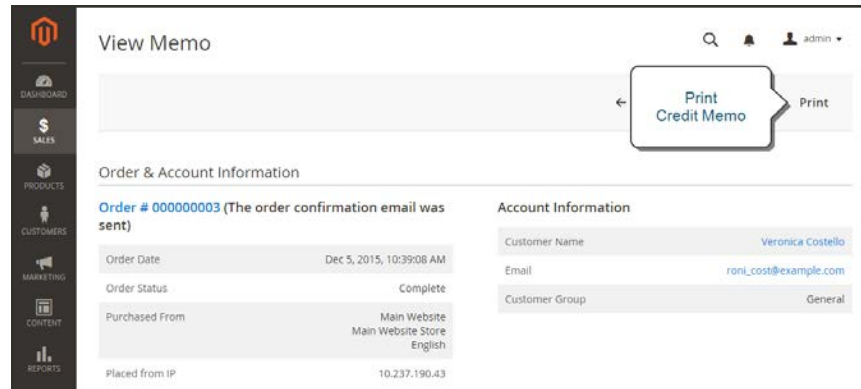 View Memo
admin
Print
Credit Memo
Print
DASHBOARD
SALES
PRODUCTS
CUSTOMERS
MARKETING
CONTENT
REPORTS
Order & Account Information
Order # 000000003 (The order confirmation email was
sent)
Order Date Dec 5, 2015, 10:39:08 AM
Order Status Complete
Purchased From Main Website
Main Website Store
English
Placed from IP 10.237.190.43
Account Information
Customer Name Veronica Costello
Email roni_cost@example.com
Customer Group General